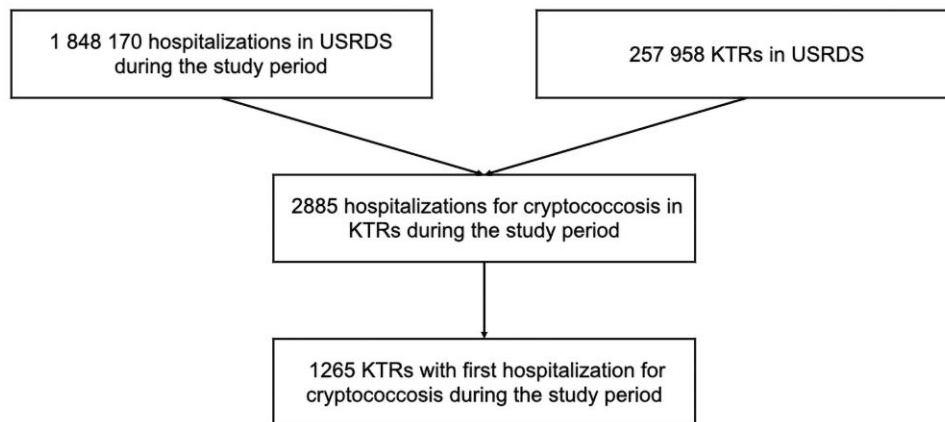 1 848 170 hospitalizations in USRDS
during the study period
257 958 KTRs in USRDS
2885 hospitalizations for cryptococcosis in
KTRs during the study period
1265 KTRs with first hospitalization for
cryptococcosis during the study period